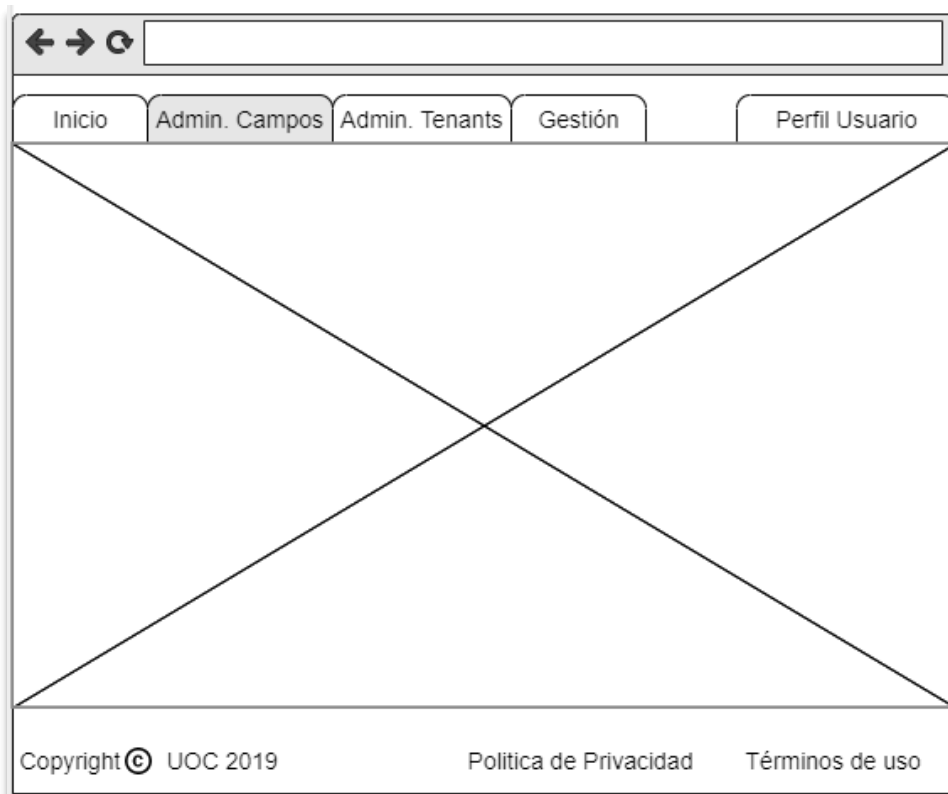 Inicio Admin. Campos Admin. Tenants Gestión Perfil Usuario
Copyright © UOC 2019 Politica de Privacidad Términos de uso